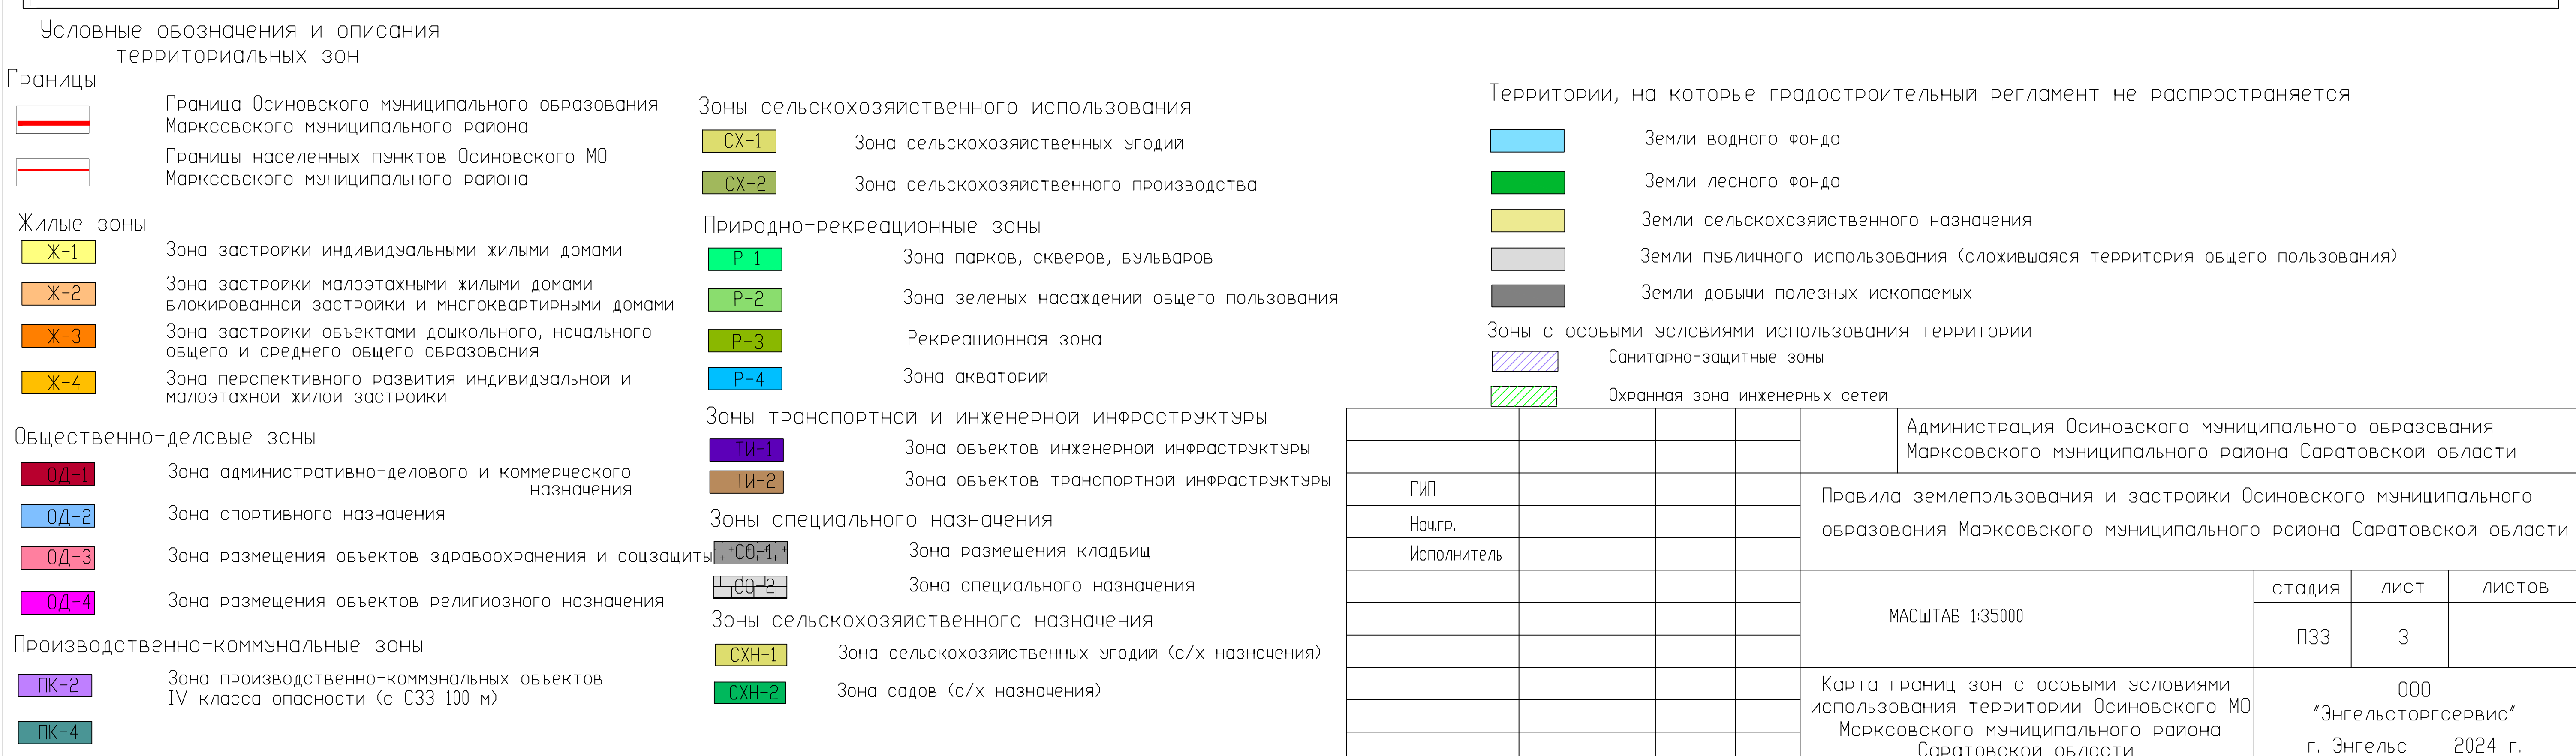 Условные обозначения и описания
территориальных зон
Границы
Граница Осиновского муниципального образования
Марксовского муниципального района
Границы населенных пунктов Осиновского МО
Марксовского муниципального района
Жилые зоны
Ж-1
Зона застройки индивидуальными жилыми домами
Ж-2
Зона застройки малоэтажными жилыми домами
блокированной застройки и многоквартирными домами
Ж-3
Зона застройки объектами дошкольного, начального
общего и среднего общего образования
Ж-4
Зона перспективного развития индивидуальной и
малоэтажной жилой застройки
Общественно-деловые зоны
ОД-1
Зона административно-делового и коммерческого
назначения
ОД-2
Зона спортивного назначения
ОД-3
Зона размещения объектов здравоохранения и соцзащиты
ОД-4
Зона размещения объектов религиозного назначения
Производственно-коммунальные зоны
ПК-2
Зона производственно-коммунальных объектов
IV класса опасности (с СЗЗ 100 м)
ПК-4
Зоны сельскохозяйственного использования
СХ-1
Зона сельскохозяйственных угодий
СХ-2
Зона сельскохозяйственного производства
Природно-рекреационные зоны
Р-1
Зона парков, скверов, бульваров
Р-2
Зона зеленых насаждений общего пользования
Р-3
Рекреационная зона
Р-4
Зона акваторий
Зоны транспортной и инженерной инфраструктуры
ТИ-1
Зона объектов инженерной инфраструктуры
ТИ-2
Зона объектов транспортной инфраструктуры
Зоны специального назначения
СО-1
Зона размещения кладбищ
СО-2
Зона специального назначения
Зоны сельскохозяйственного назначения
СХН-1
Зона сельскохозяйственных угодий (с/х назначения)
СХН-2
Зона садов (с/х назначения)
Территории, на которые градостроительный регламент не распространяется
Земли водного фонда
Земли лесного фонда
Земли сельскохозяйственного назначения
Земли публичного использования (сложившаяся территория общего пользования)
Земли добычи полезных ископаемых
Зоны с особыми условиями использования территории
Санитарно-защитные зоны
Охранная зона инженерных сетей
Администрация Осиновского муниципального образования
Марксовского муниципального района Саратовской области
ГИП
Нач.гр.
Исполнитель
Правила землепользования и застройки Осиновского муниципального
образования Марксовского муниципального района Саратовской области
МАСШТАБ 1:35000
стадия лист листов
ПЗЗ 3
Карта границ зон с особыми условиями
использования территории Осиновского МО
Марксовского муниципального района
Саратовской области
ООО
"Энгельсторгсервис"
г. Энгельс 2024 г.